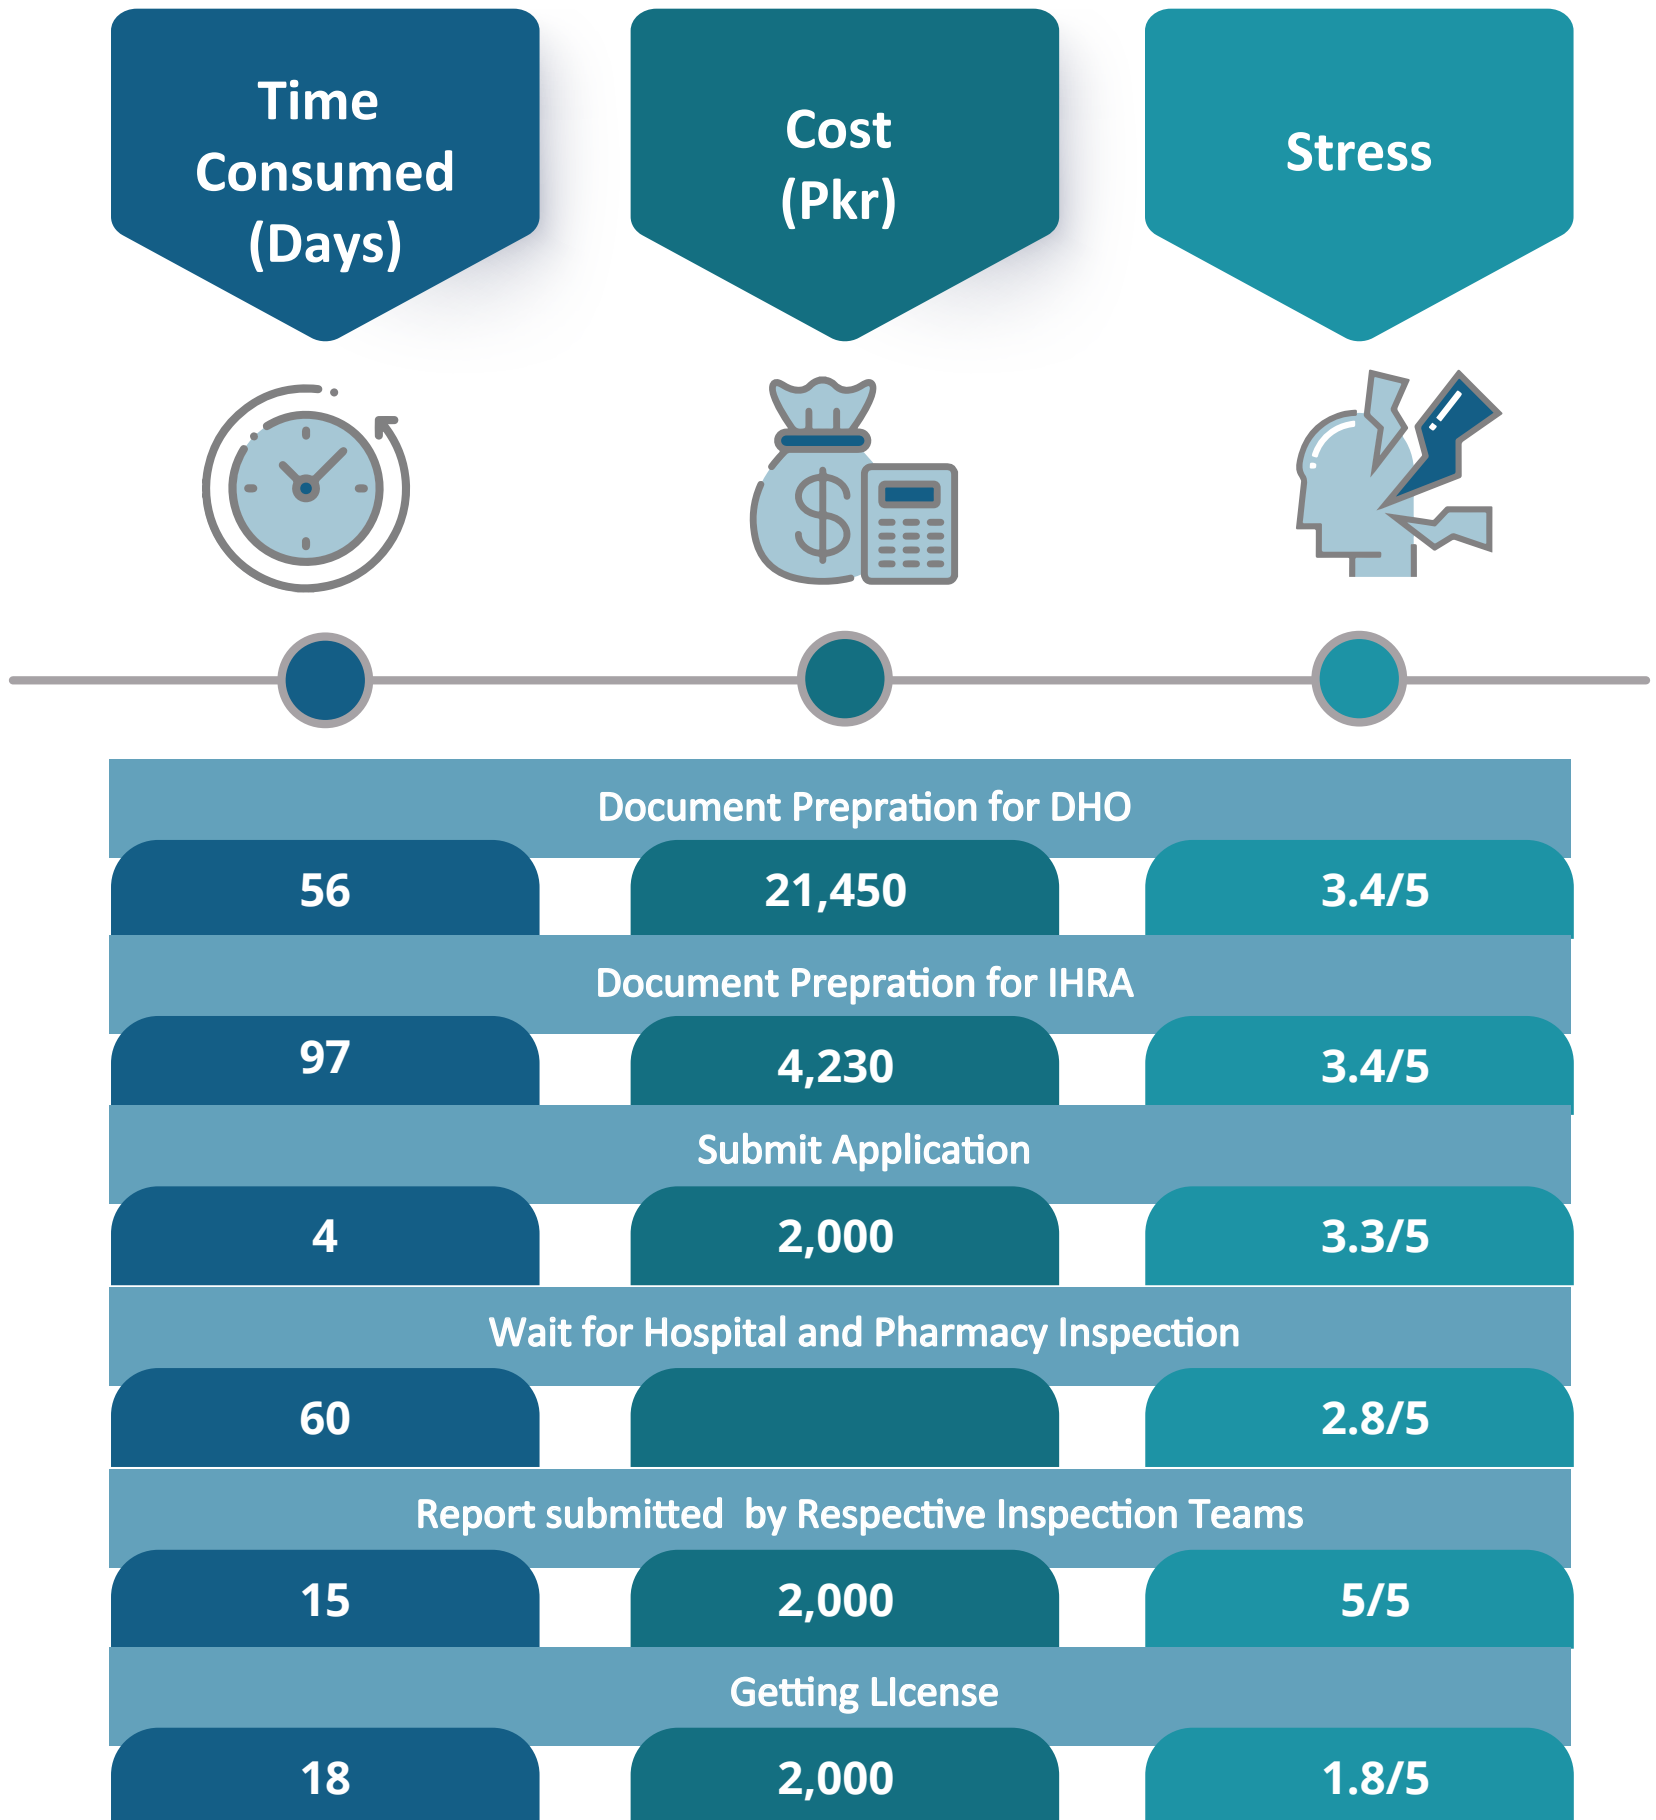 Time
Consumed
(Days)
Cost
(Pkr)
Stress
$
Document Prepration for DHO
56
21,450
3.4/5
Document Prepration for IHRA
97
4,230
3.4/5
Submit Application
4
2,000
3.3/5
Wait for Hospital and Pharmacy Inspection
60
2.8/5
Report submitted  by Respective Inspection Teams
15
2,000
5/5
Getting LIcense
18
2,000
1.8/5